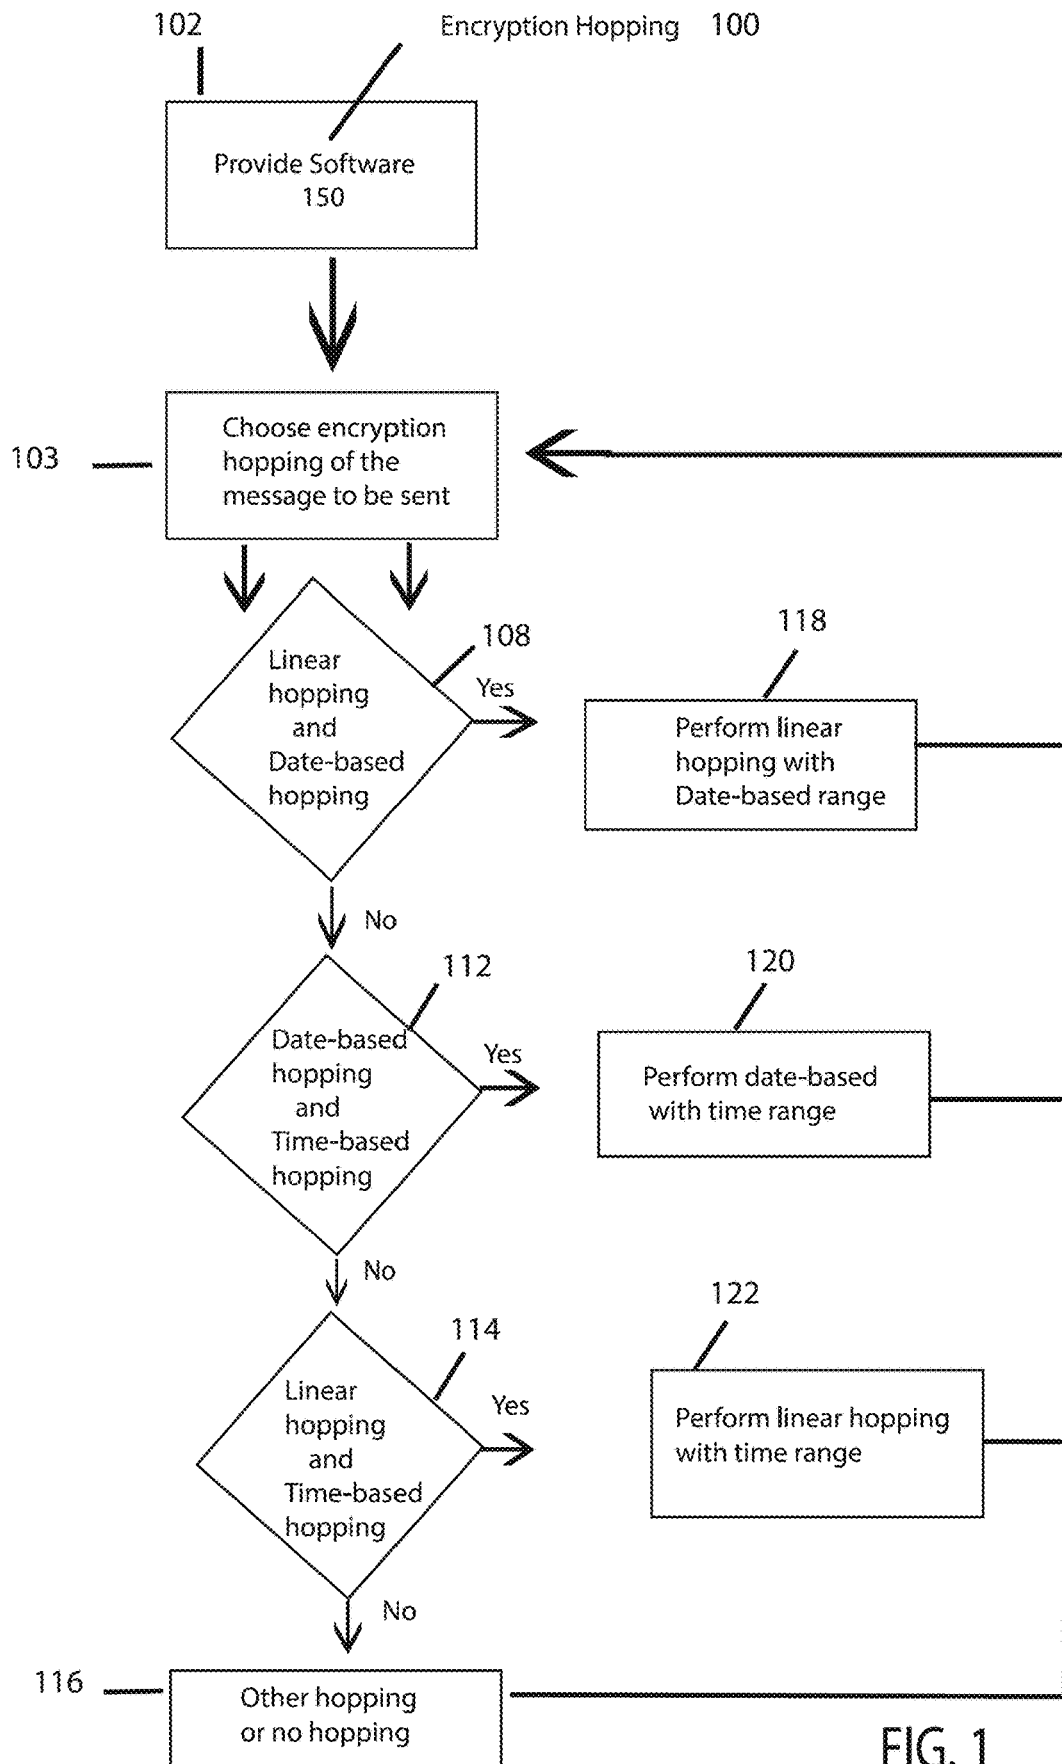 102
Encryption Hopping 100
Provide Software
150
Choose encryption
hopping of the
message to be sent
103
108
Linear
hopping
and
Date-based
hopping
Yes
118
Perform linear
hopping with
Date-based range
No
112
Date-based
hopping
and
Time-based
hopping
Yes
120
Perform date-based
with time range
No
114
Linear
hopping
and
Time-based
hopping
Yes
122
Perform linear hopping
with time range
No
116
Other hopping
or no hopping
FIG. 1